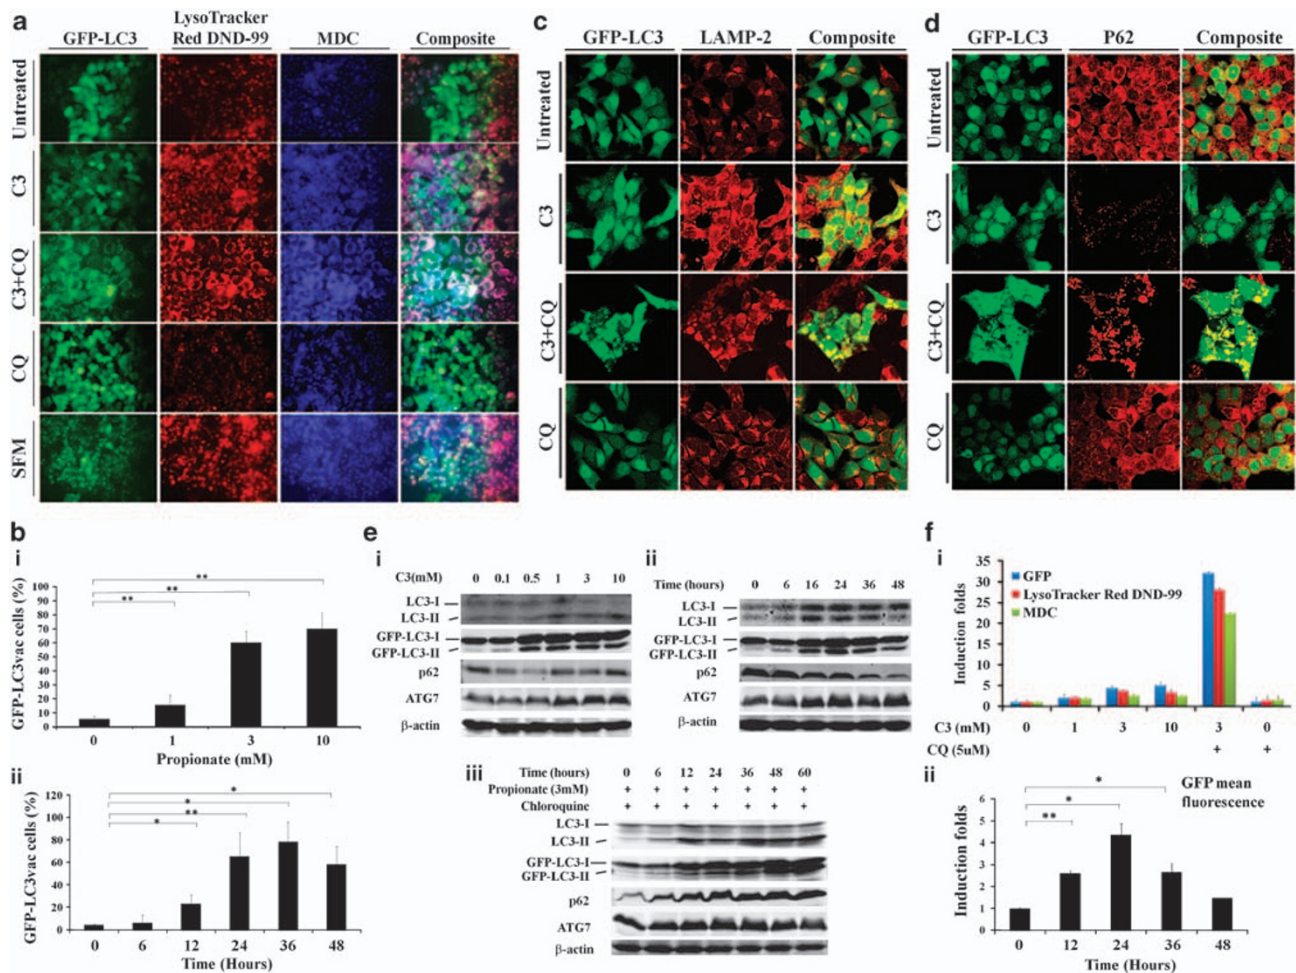 a
GFP-LC3
LysoTracker
Red DND-99
MDC
Composite
Untreated
C3
C3+CQ
CQ
SFM
c
GFP-LC3
LAMP-2
Composite
Untreated
C3
C3+CQ
CQ
d
GFP-LC3
P62
Composite
Untreated
C3
C3+CQ
CQ
b
i
GFP-LC3vac cells (%)
100
90
80
70
60
50
40
30
20
10
0
**
**
**
0 1 3 10
Propionate (mM)
ii
GFP-LC3vac cells (%)
120
100
80
60
40
20
0
*
*
**
*
0 6 12 24 36 48
Time (Hours)
e
i
C3(mM) 0 0.1 0.5 1 3 10
LC3-I
LC3-II
GFP-LC3-I
GFP-LC3-II
p62
ATG7
β-actin
ii
Time (hours) 0 6 16 24 36 48
LC3-I
LC3-II
GFP-LC3-I
GFP-LC3-II
p62
ATG7
β-actin
iii
Time (hours) 0 6 12 24 36 48 60
Propionate (3mM) + + + + + + +
Chloroquine + + + + + + +
LC3-I
LC3-II
GFP-LC3-I
GFP-LC3-II
p62
ATG7
β-actin
f
i
Induction folds
35
30
25
20
15
10
5
0
GFP
LysoTracker Red DND-99
MDC
C3 (mM) 0 1 3 10 3 0
CQ (5uM) + +
ii
GFP mean
fluorescence
Induction folds
6
5
4
3
2
1
0
*
*
**
0 12 24 36 48
Time (Hours)